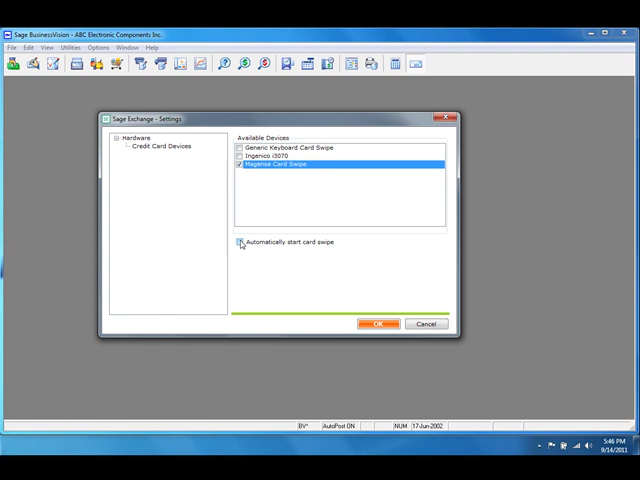 Sage BusinessVision - ABC Electronic Components Inc.
File Edit View Utilities Options Window Help
Sage Exchange - Settings
Hardware
Credit Card Devices
Available Devices
Generic Keyboard Card Swipe
Ingenico i3070
Magensa Card Swipe
Automatically start card swipe
OK Cancel
BV* AutoPost ON NUM 17-Jun-2002
5:46 PM
9/14/2011